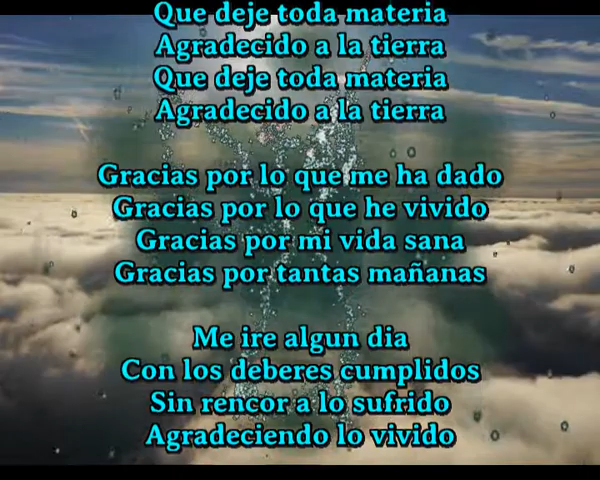 Que deje toda materia
Agradecido a la tierra
Que deje toda materia
Agradecido a la tierra
Gracias por lo que me ha dado
Gracias por lo que he vivido
Gracias por mi vida sana
Gracias por tantas mañanas
Me ire algun dia
Con los deberes cumplidos
Sin rencor a lo sufrido
Agradeciendo lo vivido